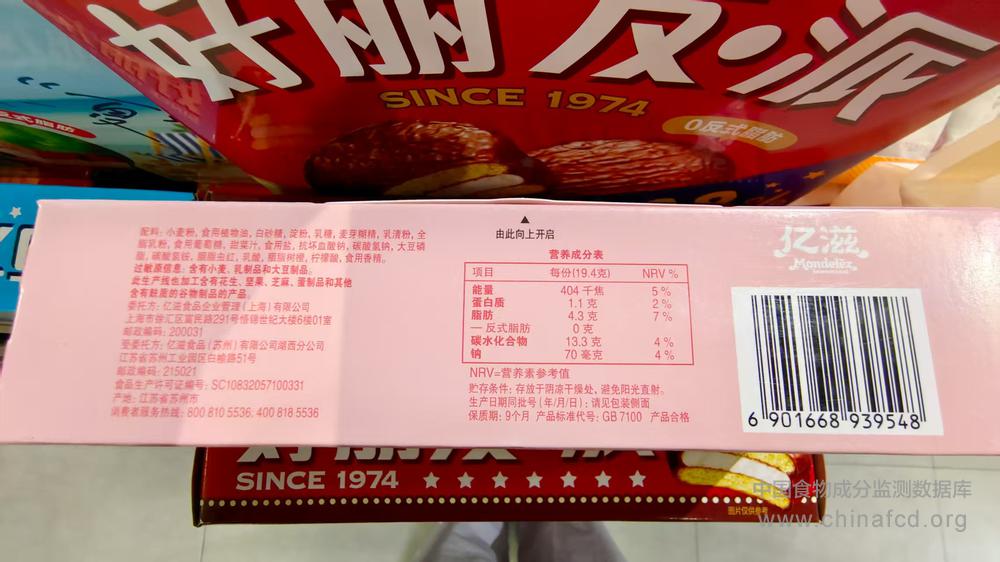 好丽友·派
SINCE 1974
0反式脂肪
式脂肪
配料: 小麦粉, 食用植物油, 白砂糖, 淀粉, 乳糖, 麦芽糊精, 乳清粉, 全
脂乳粉, 食用葡萄糖, 甜菜汁, 食用盐, 抗坏血酸钠, 碳酸氢钠, 大豆磷
脂, 碳酸氢铵, 胭脂虫红, 乳酸, 胭脂树橙, 柠檬酸, 食用香精。
过敏原信息: 含有小麦、乳制品和大豆制品。
此生产线也加工含有花生、坚果、芝麻、蛋制品和其他
含有麸质的谷物制品的产品。
委托方: 亿滋食品企业管理 (上海) 有限公司
上海市徐汇区富民路291号悟锦世纪大楼6楼01室
邮政编码: 200031
受委托方: 亿滋食品 (苏州) 有限公司湖西分公司
江苏省苏州工业园区白榆路51号
邮政编码: 215021
食品生产许可证编号: SC10832057100331
产地: 江苏省苏州市
消费者服务热线: 800 810 5536; 400 818 5536
由此向上开启
营养成分表
项目 每份(19.4克) NRV %
能量 404 千焦 5 %
蛋白质 1.1 克 2 %
脂肪 4.3 克 7 %
— 反式脂肪 0 克
碳水化合物 13.3 克 4 %
钠 70 毫克 4 %
NRV=营养素参考值
贮存条件: 存放于阴凉干燥处, 避免阳光直射。
生产日期同批号 (年/月/日) : 请见包装侧面
保质期: 9个月 产品标准代号: GB 7100 产品合格
亿滋
Mondelēz
6 901668 939548
SINCE 1974
图片仅供参考
中国食物成分监测数据库
www.chinafcd.org